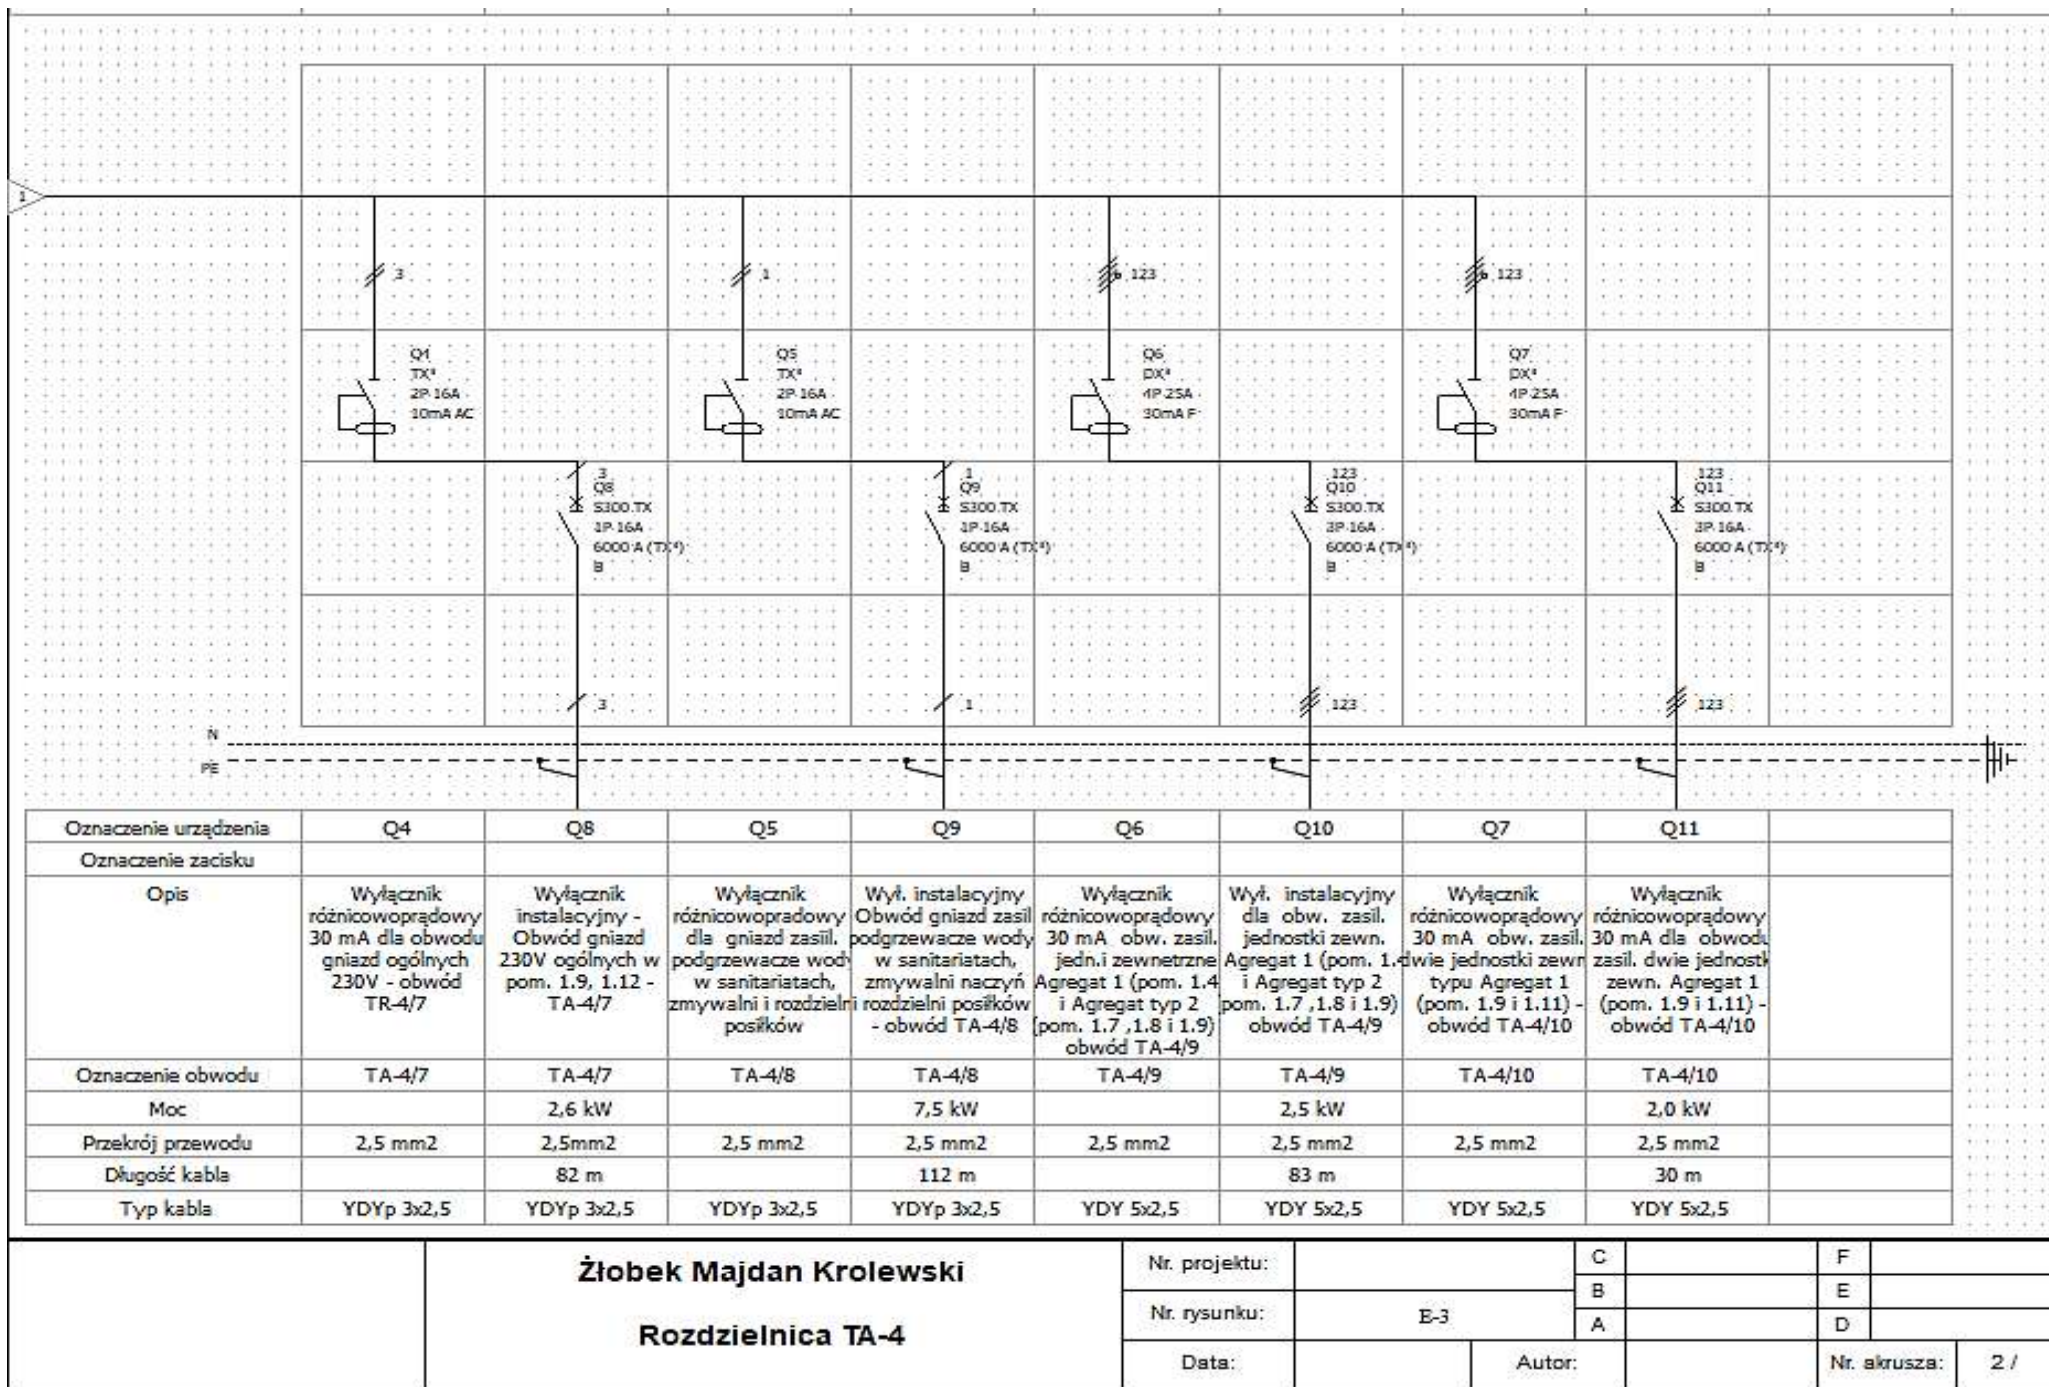 1
3
1
123
123
Q4
TX³
2P 16A
10mA AC
Q5
TX³
2P 16A
10mA AC
Q6
DX³
4P 25A
30mA F
Q7
DX³
4P 25A
30mA F
3
Q8
S300 TX
1P 16A
6000 A (TX³)
B
1
Q9
S300 TX
1P 16A
6000 A (TX³)
B
123
Q10
S300 TX
3P 16A
6000 A (TX³)
B
123
Q11
S300 TX
3P 16A
6000 A (TX³)
B
3
1
123
123
N
PE
Oznaczenie urządzenia Q4 Q8 Q5 Q9 Q6 Q10 Q7 Q11
Oznaczenie zacisku
Opis
Wyłącznik
różnicowoprądowy
30 mA dla obwodu
gniazd ogólnych
230V - obwód
TR-4/7
Wyłącznik
instalacyjny -
Obwód gniazd
230V ogólnych w
pom. 1.9, 1.12 -
TA-4/7
Wyłącznik
różnicowopradowy
dla gniazd zasiil.
podgrzewacze wody
w sanitariatach,
zmywalni i rozdzielni
posiłków
Wył. instalacyjny
Obwód gniazd zasil
podgrzewacze wody
w sanitariatach,
zmywalni naczyń
i rozdzielni posiłków
- obwód TA-4/8
Wyłącznik
różnicowoprądowy
30 mA obw. zasil.
jedn.i zewnetrzne
Agregat 1 (pom. 1.4
i Agregat typ 2
(pom. 1.7 ,1.8 i 1.9)
obwód TA-4/9
Wył. instalacyjny
dla obw. zasil.
jednostki zewn.
Agregat 1 (pom. 1.4
i Agregat typ 2
pom. 1.7 ,1.8 i 1.9)
obwód TA-4/9
Wyłącznik
różnicowoprądowy
30 mA obw. zasil.
dwie jednostki zewn
typu Agregat 1
(pom. 1.9 i 1.11) -
obwód TA-4/10
Wyłącznik
różnicowoprądowy
30 mA dla obwodu
zasil. dwie jednostk
zewn. Agregat 1
(pom. 1.9 i 1.11) -
obwód TA-4/10
Oznaczenie obwodu TA-4/7 TA-4/7 TA-4/8 TA-4/8 TA-4/9 TA-4/9 TA-4/10 TA-4/10
Moc 2,6 kW 7,5 kW 2,5 kW 2,0 kW
Przekrój przewodu 2,5 mm2 2,5mm2 2,5 mm2 2,5 mm2 2,5 mm2 2,5 mm2 2,5 mm2 2,5 mm2
Długość kabla 82 m 112 m 83 m 30 m
Typ kabla YDYp 3x2,5 YDYp 3x2,5 YDYp 3x2,5 YDYp 3x2,5 YDY 5x2,5 YDY 5x2,5 YDY 5x2,5 YDY 5x2,5
Żłobek Majdan Krolewski
Rozdzielnica TA-4
Nr. projektu:
Nr. rysunku: E-3
Data: Autor:
C F
B E
A D
Nr. akrusza: 2 /